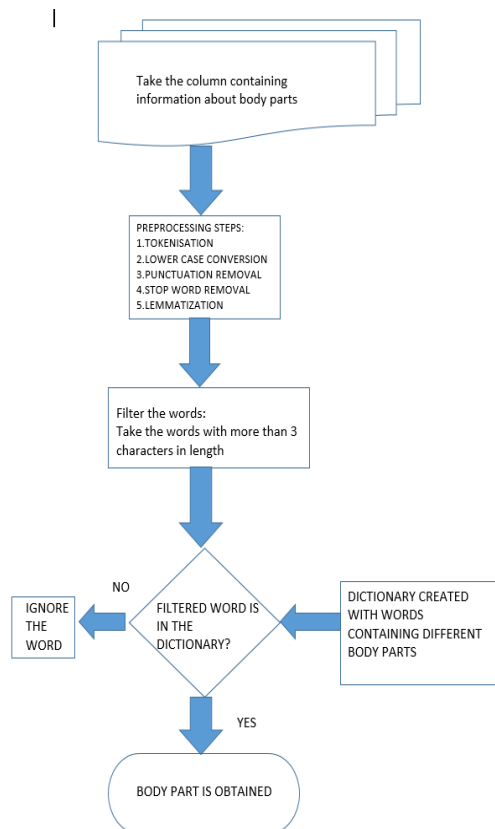 Take the column containing
information about body parts
PREPROCESSING STEPS:
1.TOKENISATION
2.LOWER CASE CONVERSION
3.PUNCTUATION REMOVAL
4.STOP WORD REMOVAL
5.LEMMATIZATION
Filter the words:
Take the words with more than 3
characters in length
NO
IGNORE
THE
WORD
FILTERED WORD IS
IN THE
DICTIONARY?
DICTIONARY CREATED
WITH WORDS
CONTAINING DIFFERENT
BODY PARTS
YES
BODY PART IS OBTAINED